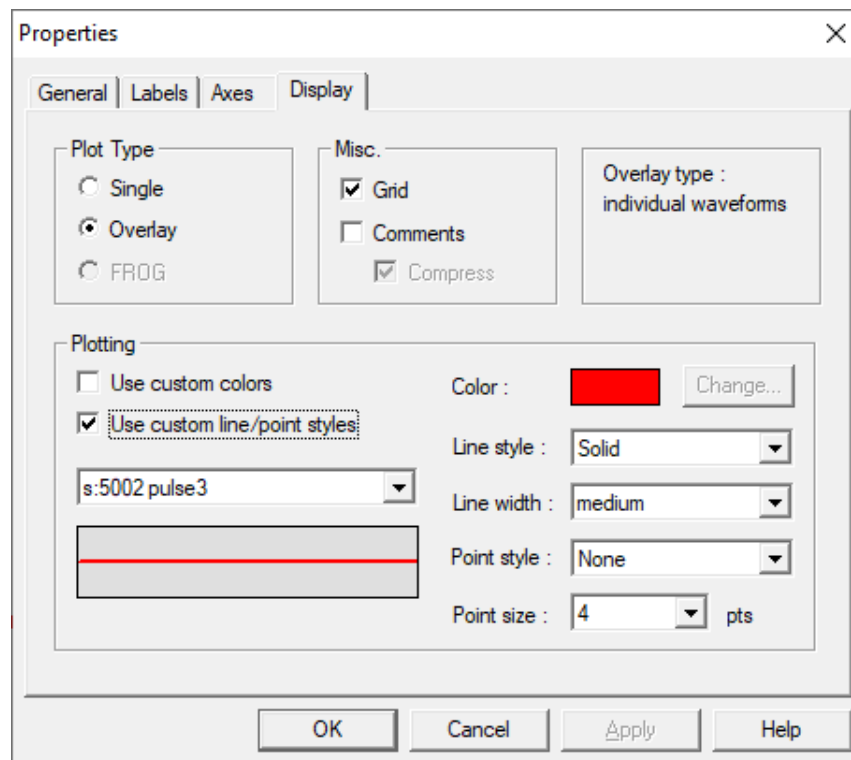 Properties
General
Labels
Axes
Display
Plot Type
Single
Overlay
FROG
Misc.
Grid
Comments
Compress
Overlay type :
individual waveforms
Plotting
Use custom colors
Use custom line/point styles
s:5002 pulse3
Color :
Change...
Line style :
Solid
Line width :
medium
Point style :
None
Point size :
4
pts
OK
Cancel
Apply
Help